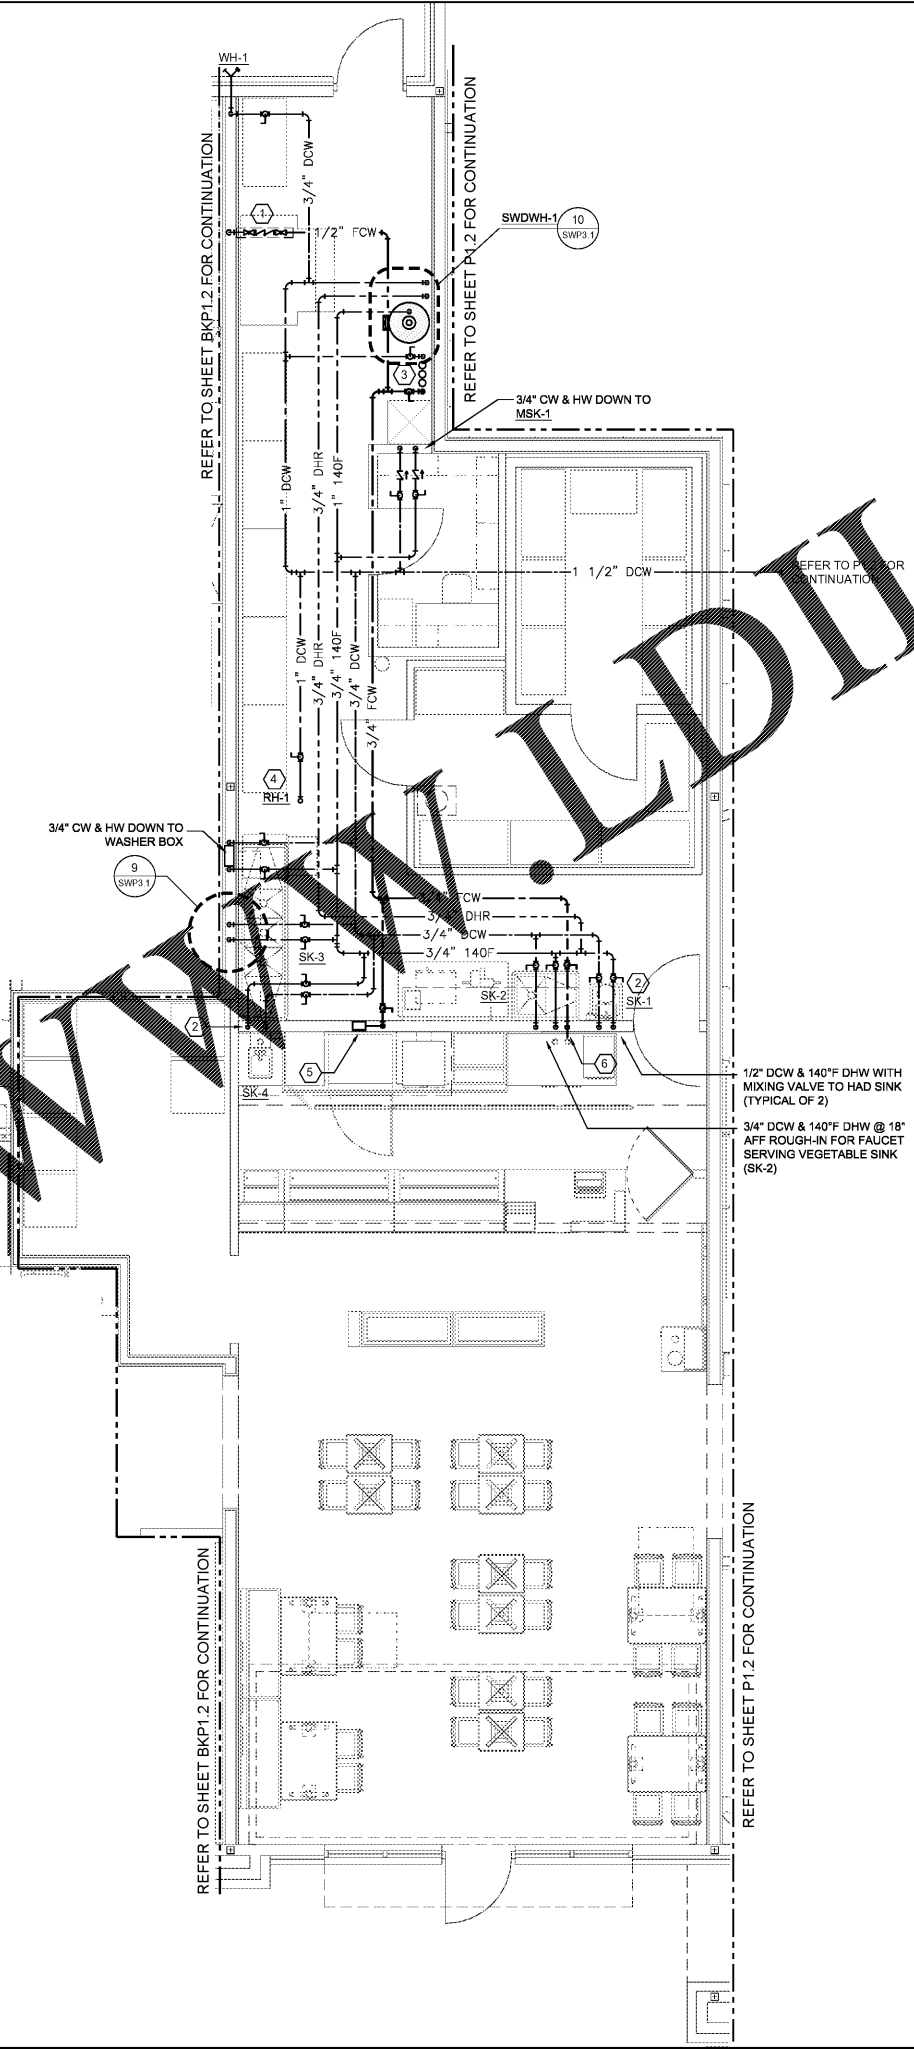 WH-1
REFER TO SHEET BKP1.2 FOR CONTINUATION
REFER TO SHEET P1.2 FOR CONTINUATION
3/4" DCW
1
1/2" FCW
SWDWH-1
10
SWP3.1
3
3/4" CW & HW DOWN TO
MSK-1
1" DCW
3/4" DHR
1" 140F
1 1/2" DCW
REFER TO P1.2 FOR
CONTINUATION
1" DCW
3/4" DHR
3/4" 140F
3/4" DCW
3/4" FCW
4
RH-1
3/4" CW & HW DOWN TO
WASHER BOX
9
SWP3.1
3/4" FCW
3/4" DHR
3/4" DCW
3/4" 140F
SK-3
SK-2
2
SK-1
2
5
6
SK-4
1/2" DCW & 140°F DHW WITH
MIXING VALVE TO HAD SINK
(TYPICAL OF 2)
3/4" DCW & 140°F DHW @ 18"
AFF ROUGH-IN FOR FAUCET
SERVING VEGETABLE SINK
(SK-2)
WWW.LDII
REFER TO SHEET BKP1.2 FOR CONTINUATION
REFER TO SHEET P1.2 FOR CONTINUATION